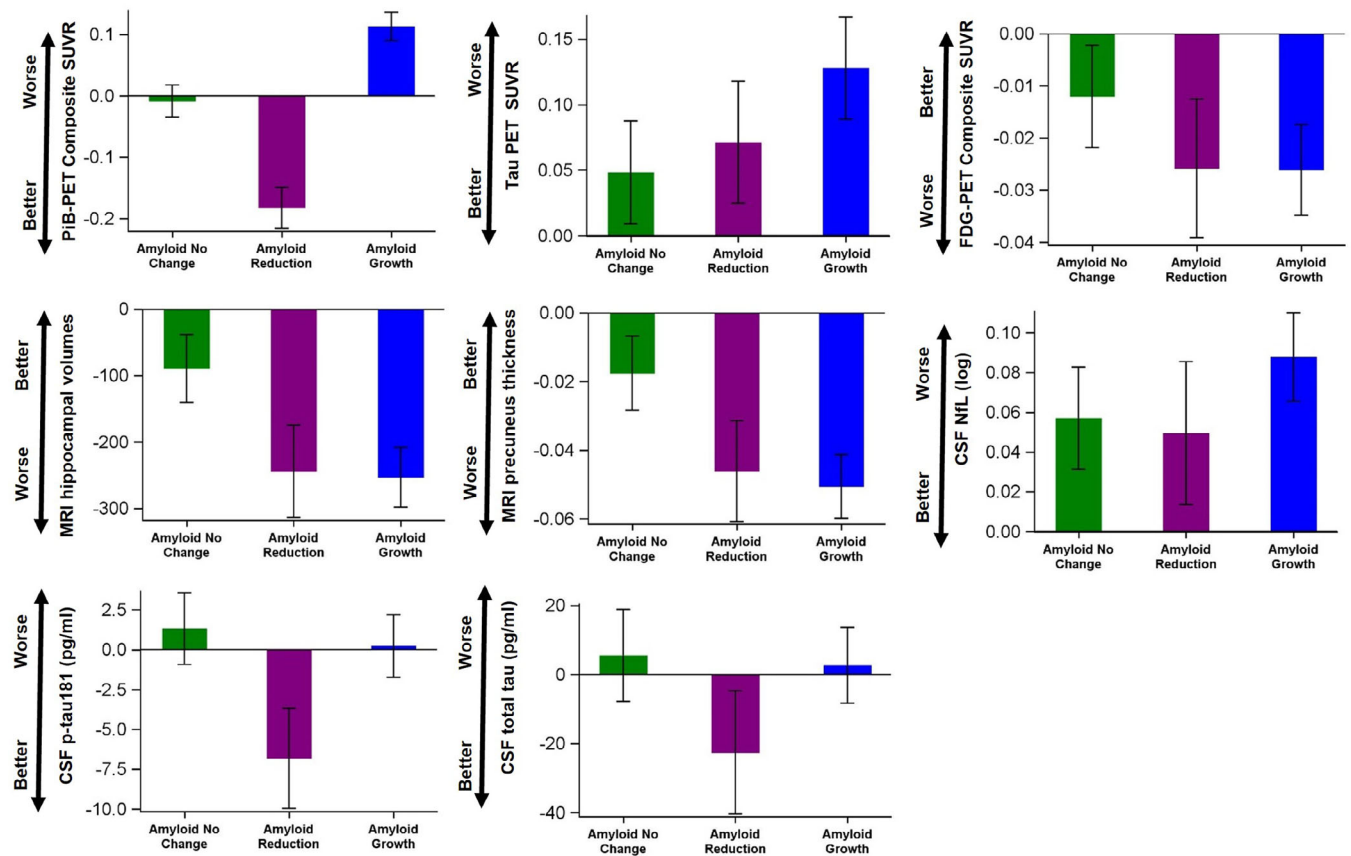 Worse
Better
PiB-PET Composite SUVR
0.1
0.0
-0.1
-0.2
Amyloid No
Change
Amyloid
Reduction
Amyloid
Growth
Worse
Better
Tau PET SUVR
0.15
0.10
0.05
0.00
Amyloid No
Change
Amyloid
Reduction
Amyloid
Growth
Better
Worse
FDG-PET Composite SUVR
0.00
-0.01
-0.02
-0.03
-0.04
Amyloid No
Change
Amyloid
Reduction
Amyloid
Growth
Better
Worse
MRI hippocampal volumes
0
-100
-200
-300
Amyloid No
Change
Amyloid
Reduction
Amyloid
Growth
Better
Worse
MRI precuneus thickness
0.00
-0.02
-0.04
-0.06
Amyloid No
Change
Amyloid
Reduction
Amyloid
Growth
Worse
Better
CSF NfL (log)
0.10
0.08
0.06
0.04
0.02
0.00
Amyloid No
Change
Amyloid
Reduction
Amyloid
Growth
Worse
Better
CSF p-tau181 (pg/ml)
2.5
0.0
-2.5
-5.0
-7.5
-10.0
Amyloid No
Change
Amyloid
Reduction
Amyloid
Growth
Worse
Better
CSF total tau (pg/ml)
20
0
-20
-40
Amyloid No
Change
Amyloid
Reduction
Amyloid
Growth